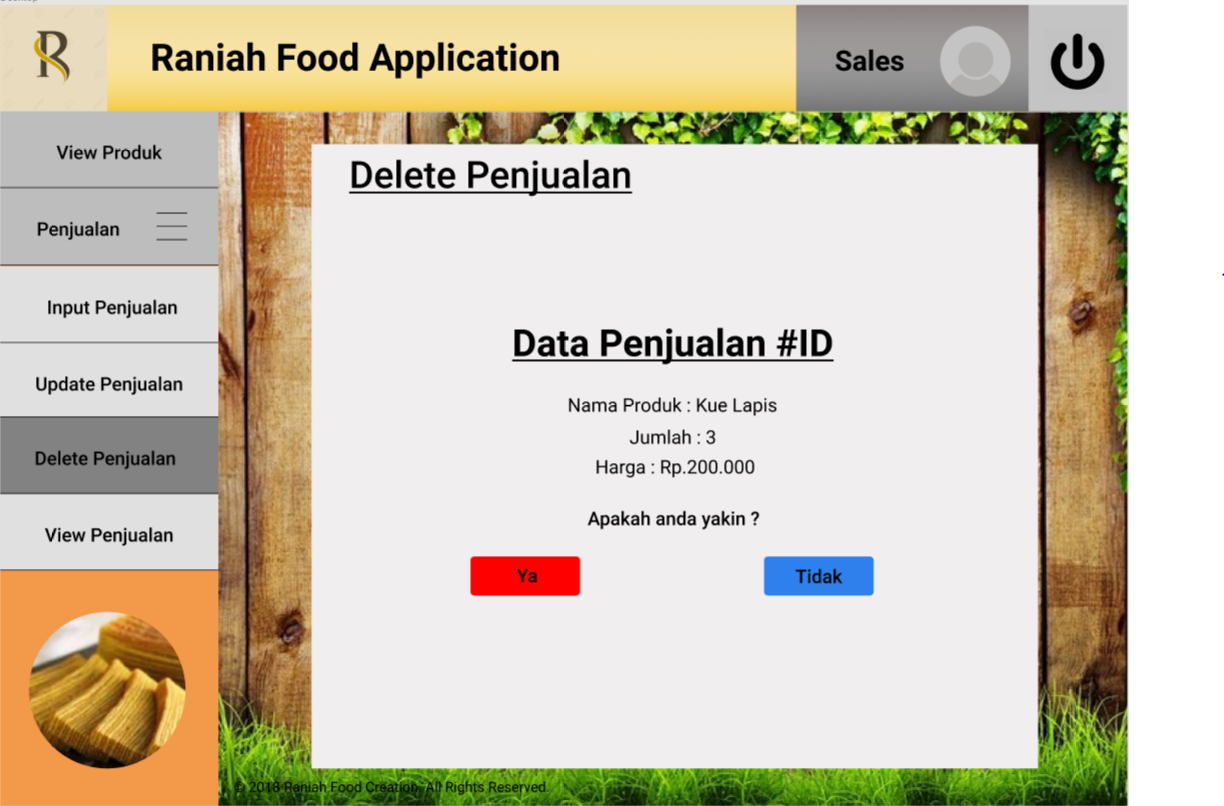 R
Raniah Food Application
Sales
View Produk
Penjualan
Input Penjualan
Update Penjualan
Delete Penjualan
View Penjualan
Delete Penjualan
Data Penjualan #ID
Nama Produk : Kue Lapis
Jumlah : 3
Harga : Rp.200.000
Apakah anda yakin ?
Ya
Tidak
© 2018 Raniah Food Creation. All Rights Reserved.